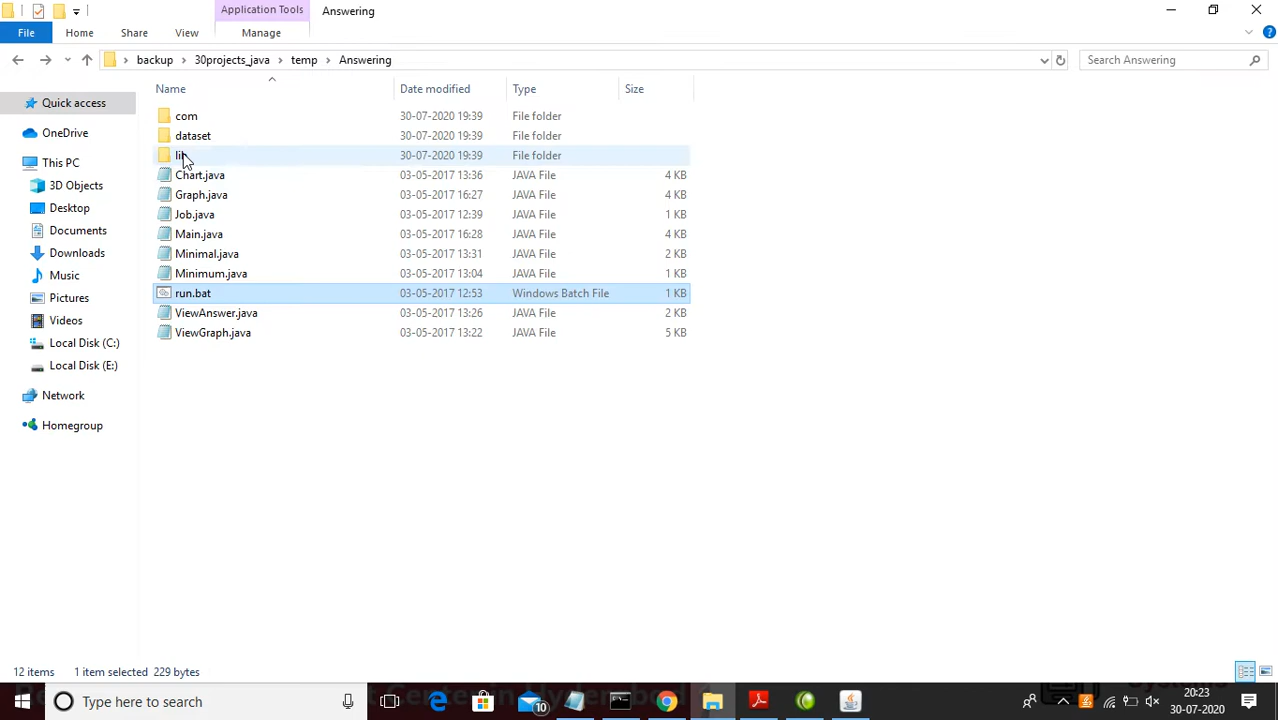 Application Tools
Answering
File
Home
Share
View
Manage
backup
30projects_java
temp
Answering
Search Answering
Name
Date modified
Type
Size
Quick access
OneDrive
This PC
3D Objects
Desktop
Documents
Downloads
Music
Pictures
Videos
Local Disk (C:)
Local Disk (E:)
Network
Homegroup
com 30-07-2020 19:39 File folder
dataset 30-07-2020 19:39 File folder
30-07-2020 19:39 File folder
Chart.java 03-05-2017 13:36 JAVA File 4 KB
Graph.java 03-05-2017 16:27 JAVA File 4 KB
Job.java 03-05-2017 12:39 JAVA File 1 KB
Main.java 03-05-2017 16:28 JAVA File 4 KB
Minimal.java 03-05-2017 13:31 JAVA File 2 KB
Minimum.java 03-05-2017 13:04 JAVA File 1 KB
run.bat 03-05-2017 12:53 Windows Batch File 1 KB
ViewAnswer.java 03-05-2017 13:26 JAVA File 2 KB
ViewGraph.java 03-05-2017 13:22 JAVA File 5 KB
12 items
1 item selected 229 bytes
Type here to search
10
20:23
30-07-2020